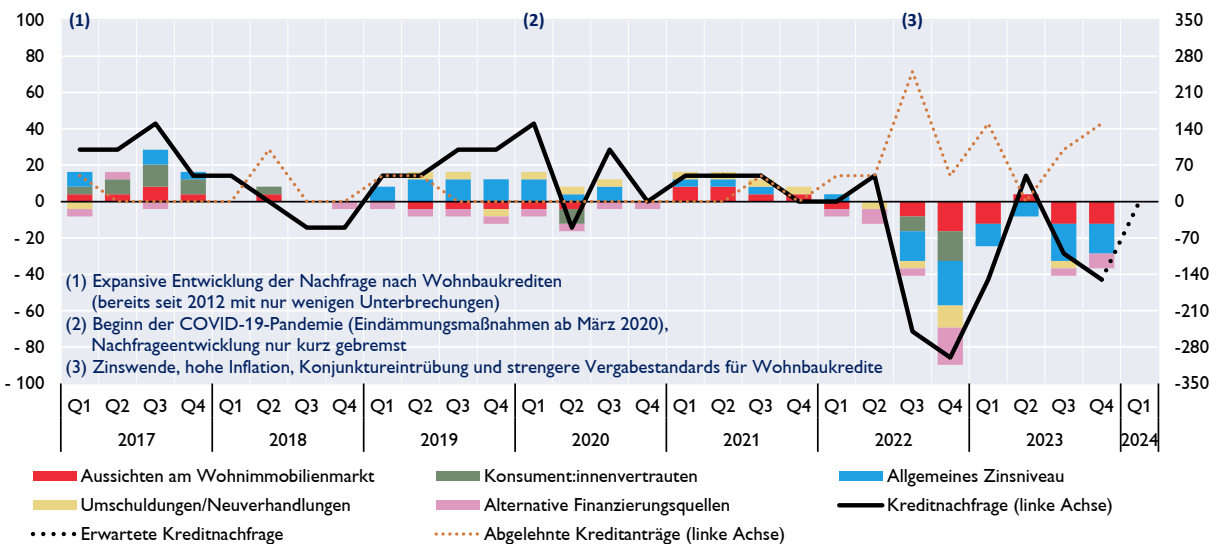 100 (1) (2) (3) 350
80 280
60 210
40 140
20 70
0 0
- 20 -70
- 40 -140
- 60 -210
- 80 -280
- 100 -350
(1) Expansive Entwicklung der Nachfrage nach Wohnbaukrediten
(bereits seit 2012 mit nur wenigen Unterbrechungen)
(2) Beginn der COVID-19-Pandemie (Eindämmungsmaßnahmen ab März 2020),
Nachfrageentwicklung nur kurz gebremst
(3) Zinswende, hohe Inflation, Konjunktureintrübung und strengere Vergabestandards für Wohnbaukredite
Q1 Q2 Q3 Q4 Q1 Q2 Q3 Q4 Q1 Q2 Q3 Q4 Q1 Q2 Q3 Q4 Q1 Q2 Q3 Q4 Q1 Q2 Q3 Q4 Q1 Q2 Q3 Q4 Q1
2017 2018 2019 2020 2021 2022 2023 2024
Aussichten am Wohnimmobilienmarkt Konsument:innenvertrauten Allgemeines Zinsniveau
Umschuldungen/Neuverhandlungen Alternative Finanzierungsquellen Kreditnachfrage (linke Achse)
Erwartete Kreditnachfrage Abgelehnte Kreditanträge (linke Achse)